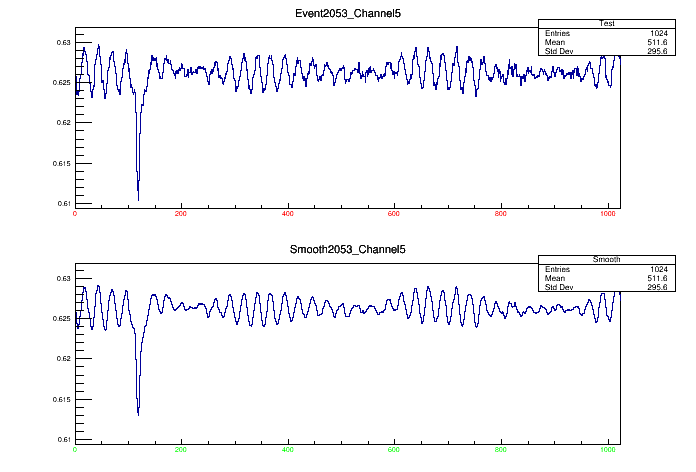 Event2053_Channel5
Test
Entries 1024
Mean 511.6
Std Dev 295.6
0.63
0.625
0.62
0.615
0.61
0 200 400 600 800 1000
Smooth2053_Channel5
Smooth
Entries 1024
Mean 511.6
Std Dev 295.6
0.63
0.625
0.62
0.615
0.61
0 200 400 600 800 1000